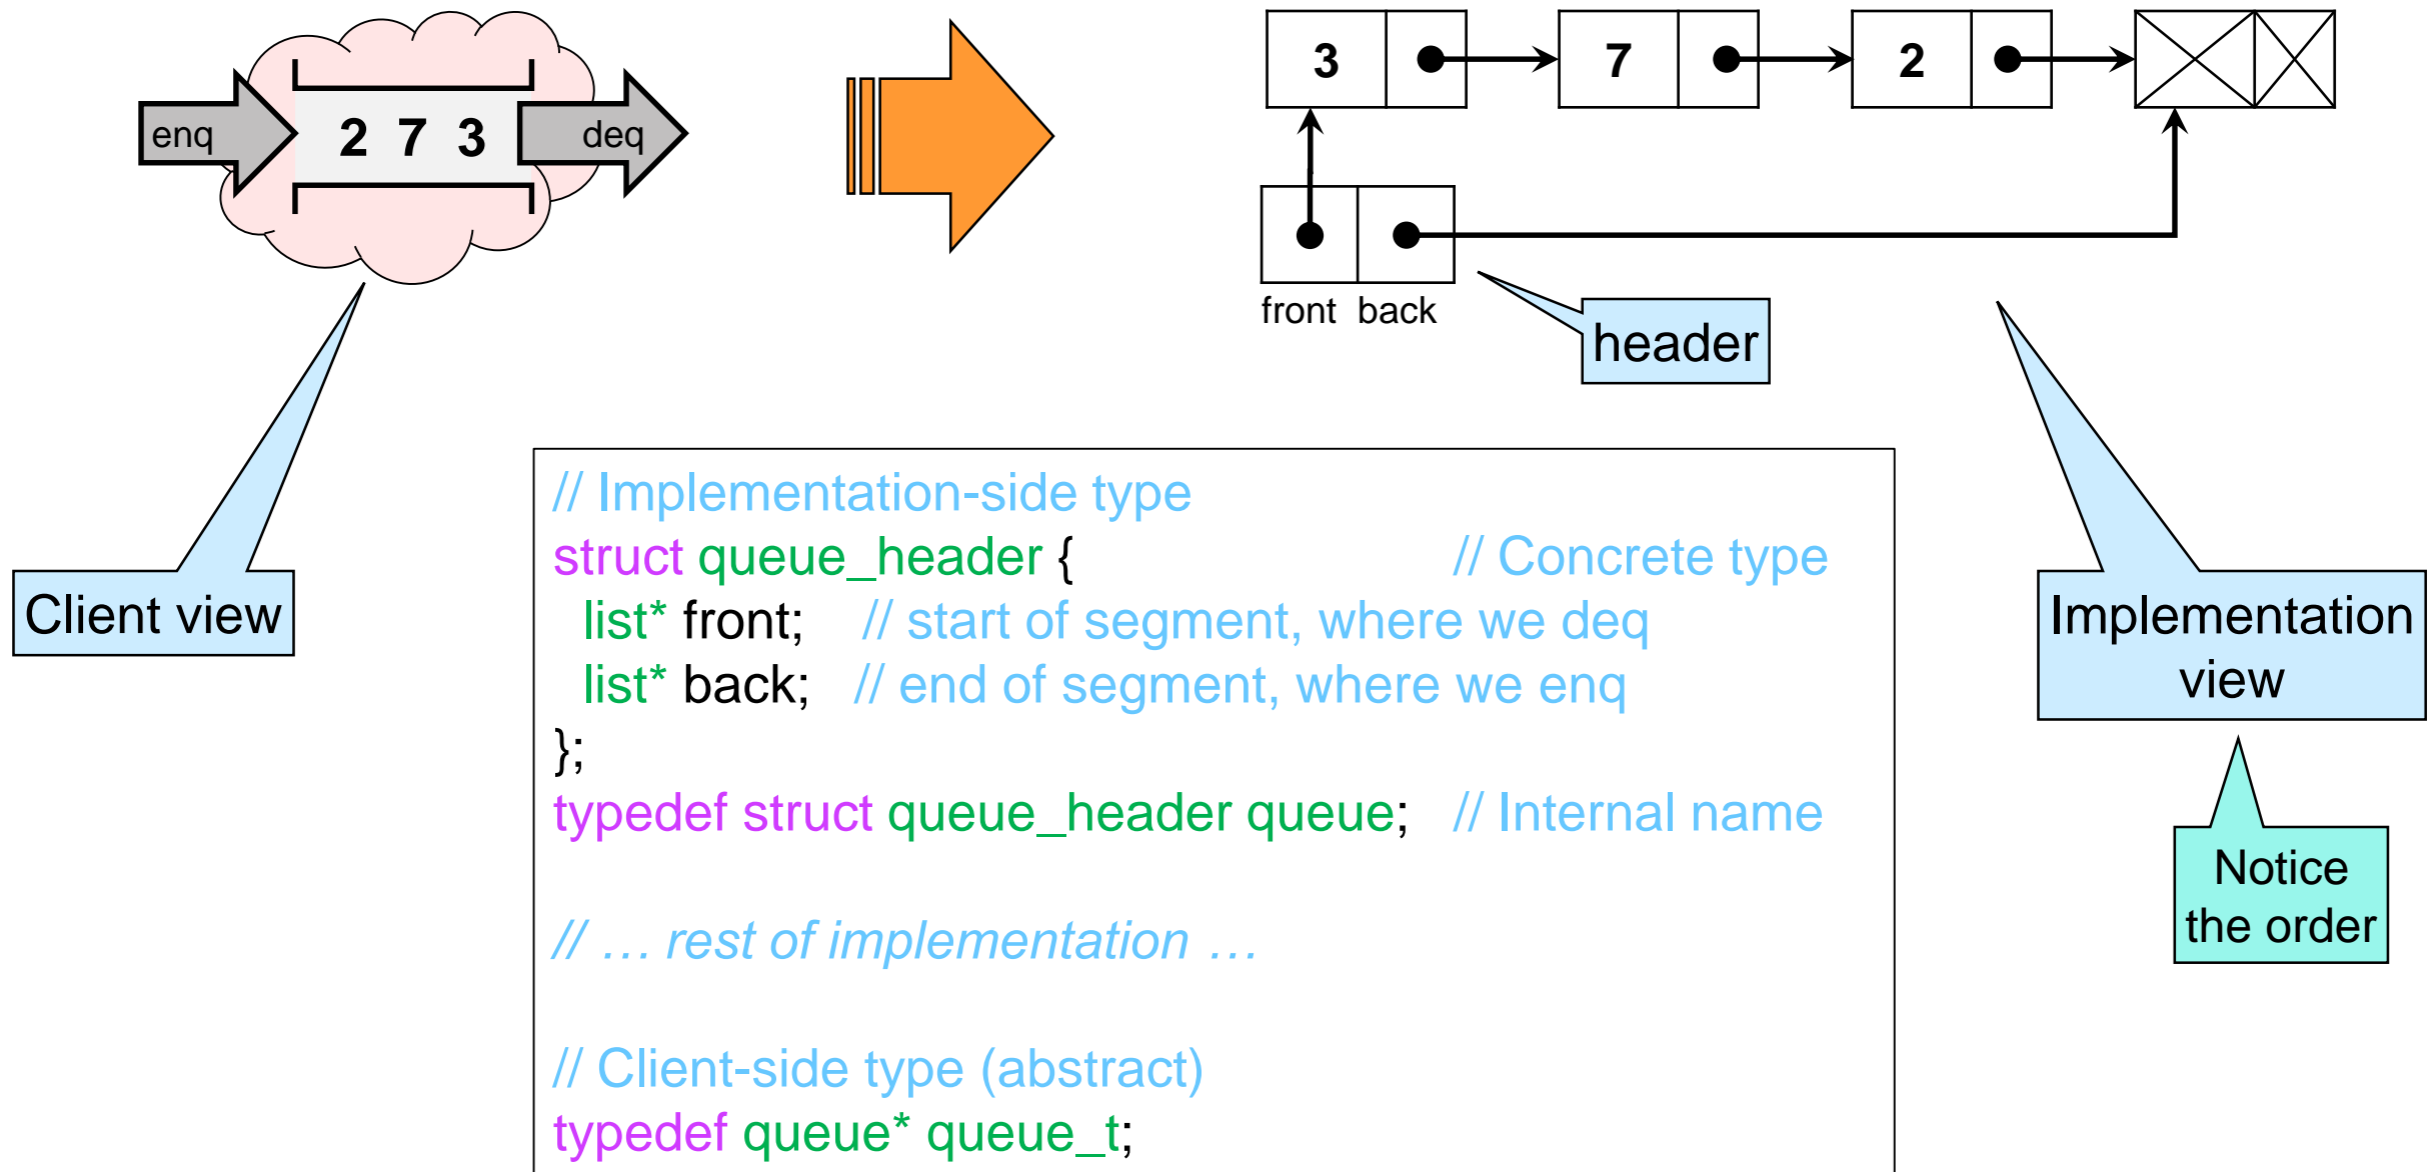 enq 2 7 3 deq
3 7 2
front back
header
Client view
// Implementation-side type
struct queue_header { // Concrete type
list* front; // start of segment, where we deq
list* back; // end of segment, where we enq
};
typedef struct queue_header queue; // Internal name
// … rest of implementation …
// Client-side type (abstract)
typedef queue* queue_t;
Implementation
view
Notice
the order